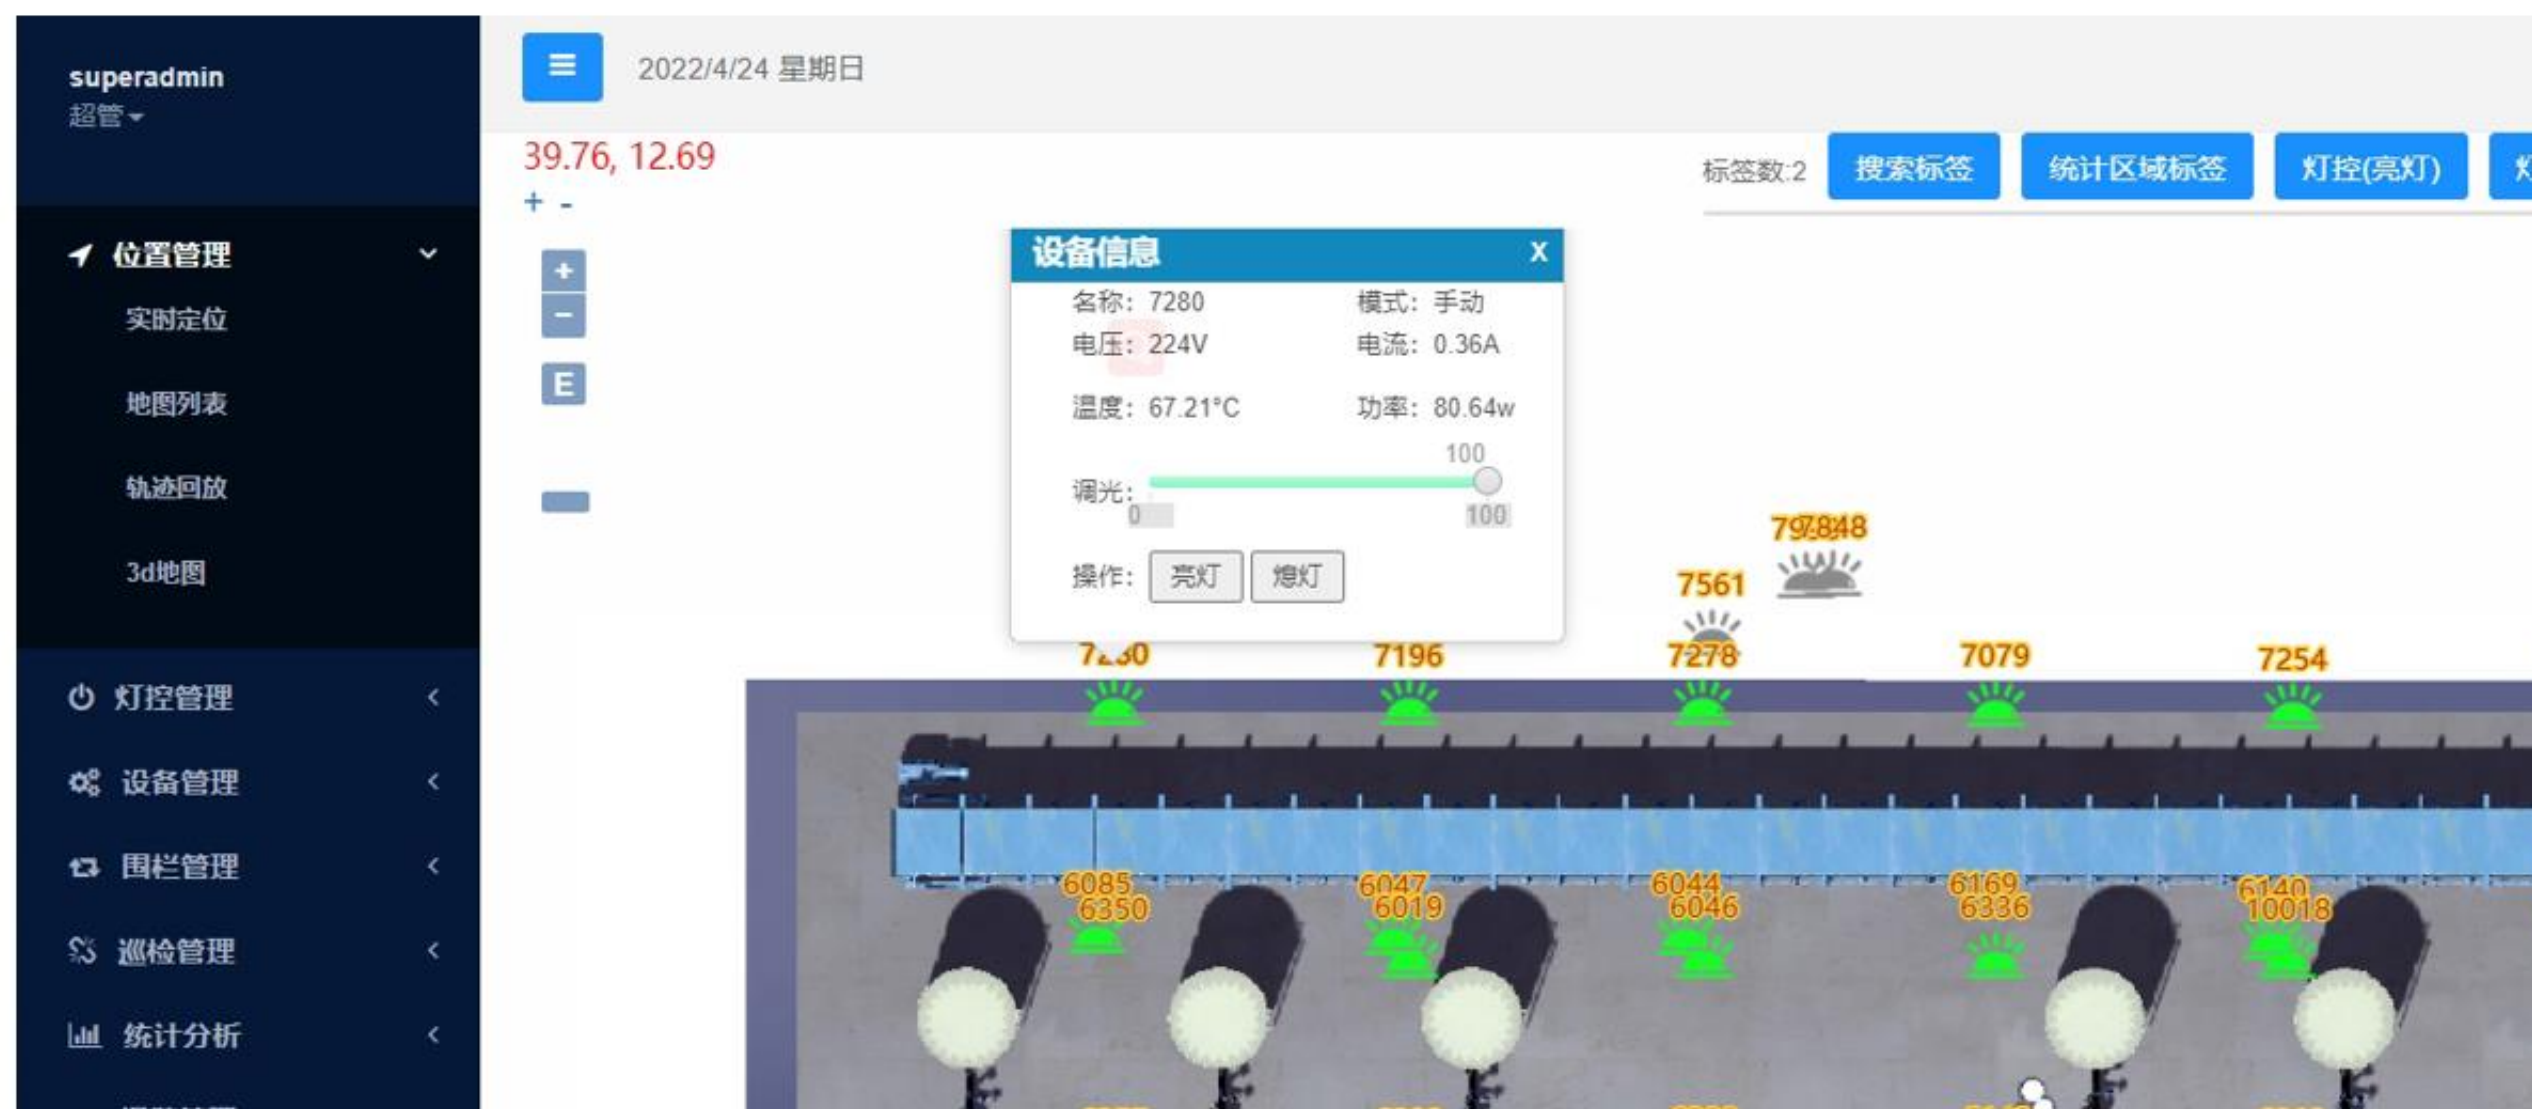 superadmin
超管
2022/4/24 星期日
39.76, 12.69
+ -
标签数:2
搜索标签
统计区域标签
灯控(亮灯)
位置管理
实时定位
地图列表
轨迹回放
3d地图
灯控管理
设备管理
围栏管理
巡检管理
统计分析
+
−
E
设备信息 X
名称: 7280 模式: 手动
电压: 224V 电流: 0.36A
温度: 67.21°C 功率: 80.64w
100
调光:
0 100
操作: 亮灯 熄灯
7848
7561
7196 7278 7079 7254
6085 6047 6044 6169 6140
6350 6019 6046 6336 10018